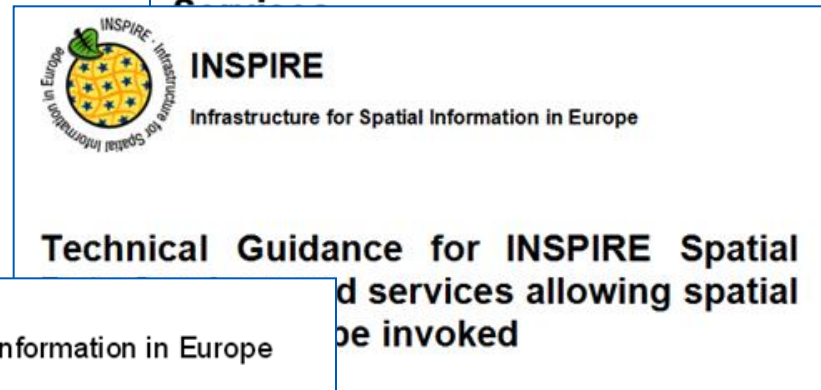 INSPIRE
Infrastructure for Spatial Information in Europe
INSPIRE · Infrastructure for Spatial Information in Europe
Technical Guidance for INSPIRE Spatial
d services allowing spatial
be invoked
nformation in Europe